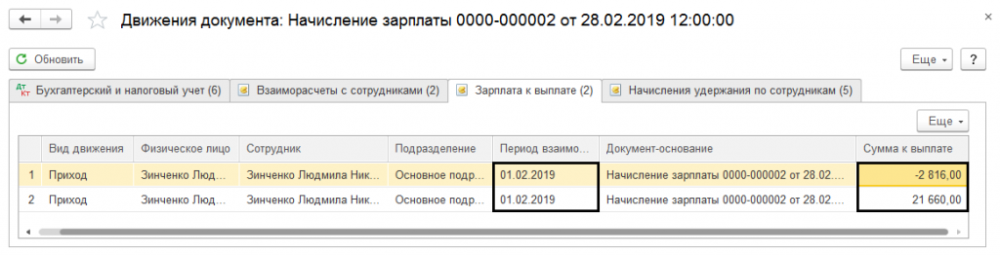 Движения документа: Начисление зарплаты 0000-000002 от 28.02.2019 12:00:00
Обновить Еще ?
Дт Кт Бухгалтерский и налоговый учет (6) Взаиморасчеты с сотрудниками (2) Зарплата к выплате (2) Начисления удержания по сотрудникам (5)
Еще
Вид движения Физическое лицо Сотрудник Подразделение Период взаимо... Документ-основание Сумма к выплате
1 Приход Зинченко Люд... Зинченко Людмила Ник... Основное подр... 01.02.2019 Начисление зарплаты 0000-000002 от 28.02.... -2 816,00
2 Приход Зинченко Люд... Зинченко Людмила Ник... Основное подр... 01.02.2019 Начисление зарплаты 0000-000002 от 28.02.... 21 660,00